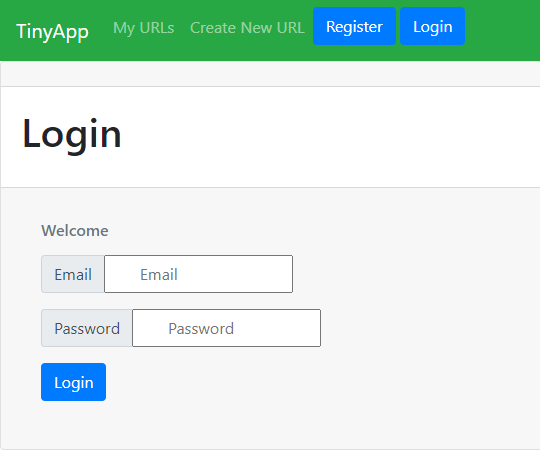 TinyApp My URLs Create New URL Register Login
Login
Welcome
Email Email
Password Password
Login